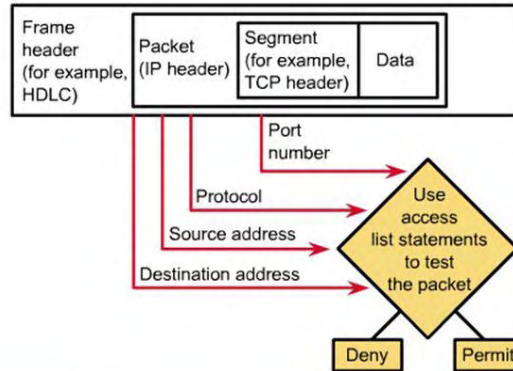 Frame
header
(for example,
HDLC)
Packet
(IP header)
Segment
(for example,
TCP header)
Data
Port
number
Protocol
Source address
Destination address
Use
access
list statements
to test
the packet
Deny
Permit